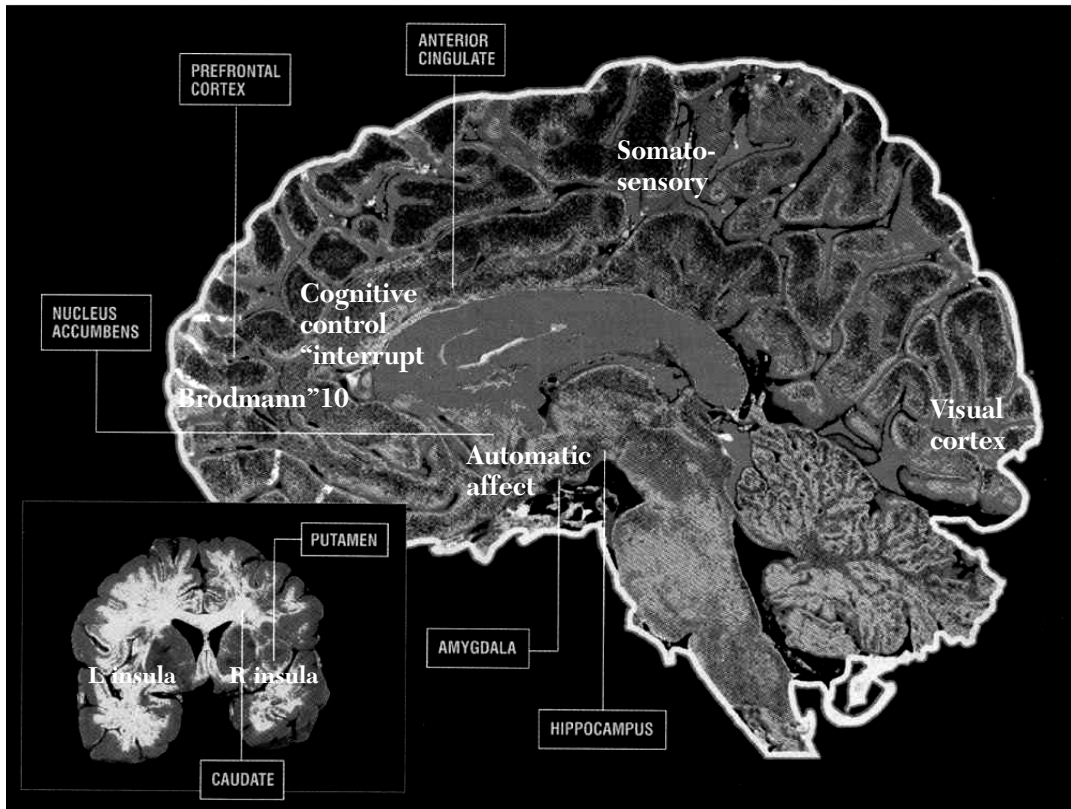 ANTERIOR
CINGULATE
PREFRONTAL
CORTEX
Somato-
sensory
Cognitive
control
“interrupt
NUCLEUS
ACCUMBENS
Brodmann”10
Visual
cortex
Automatic
affect
PUTAMEN
AMYGDALA
L insula
R insula
HIPPOCAMPUS
CAUDATE